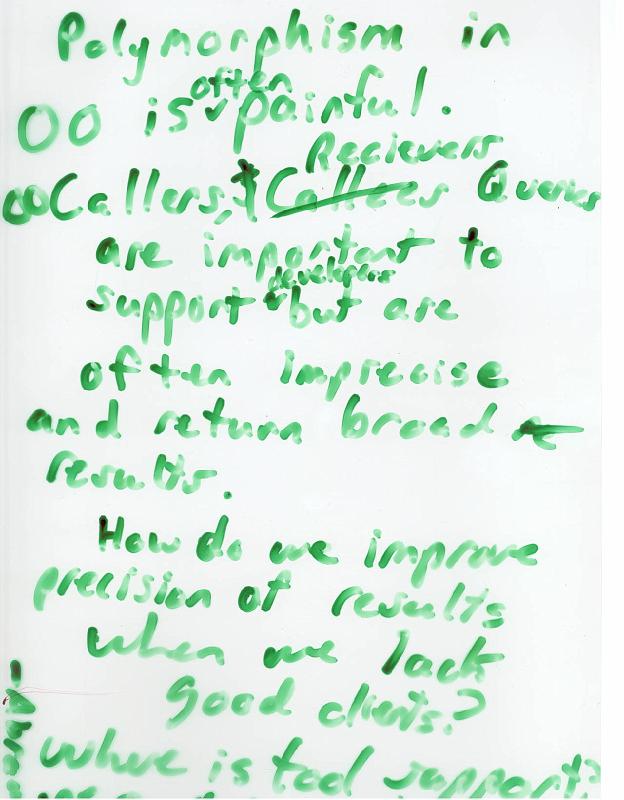 Polymorphism in
often
OO is painful.
Recievers
OO Callers, & Callees Queries
are important to
developers
support but are
often imprecise
and return broad
results.
How do we improve
precision of results
when we lack
good clients?
where is tool support?